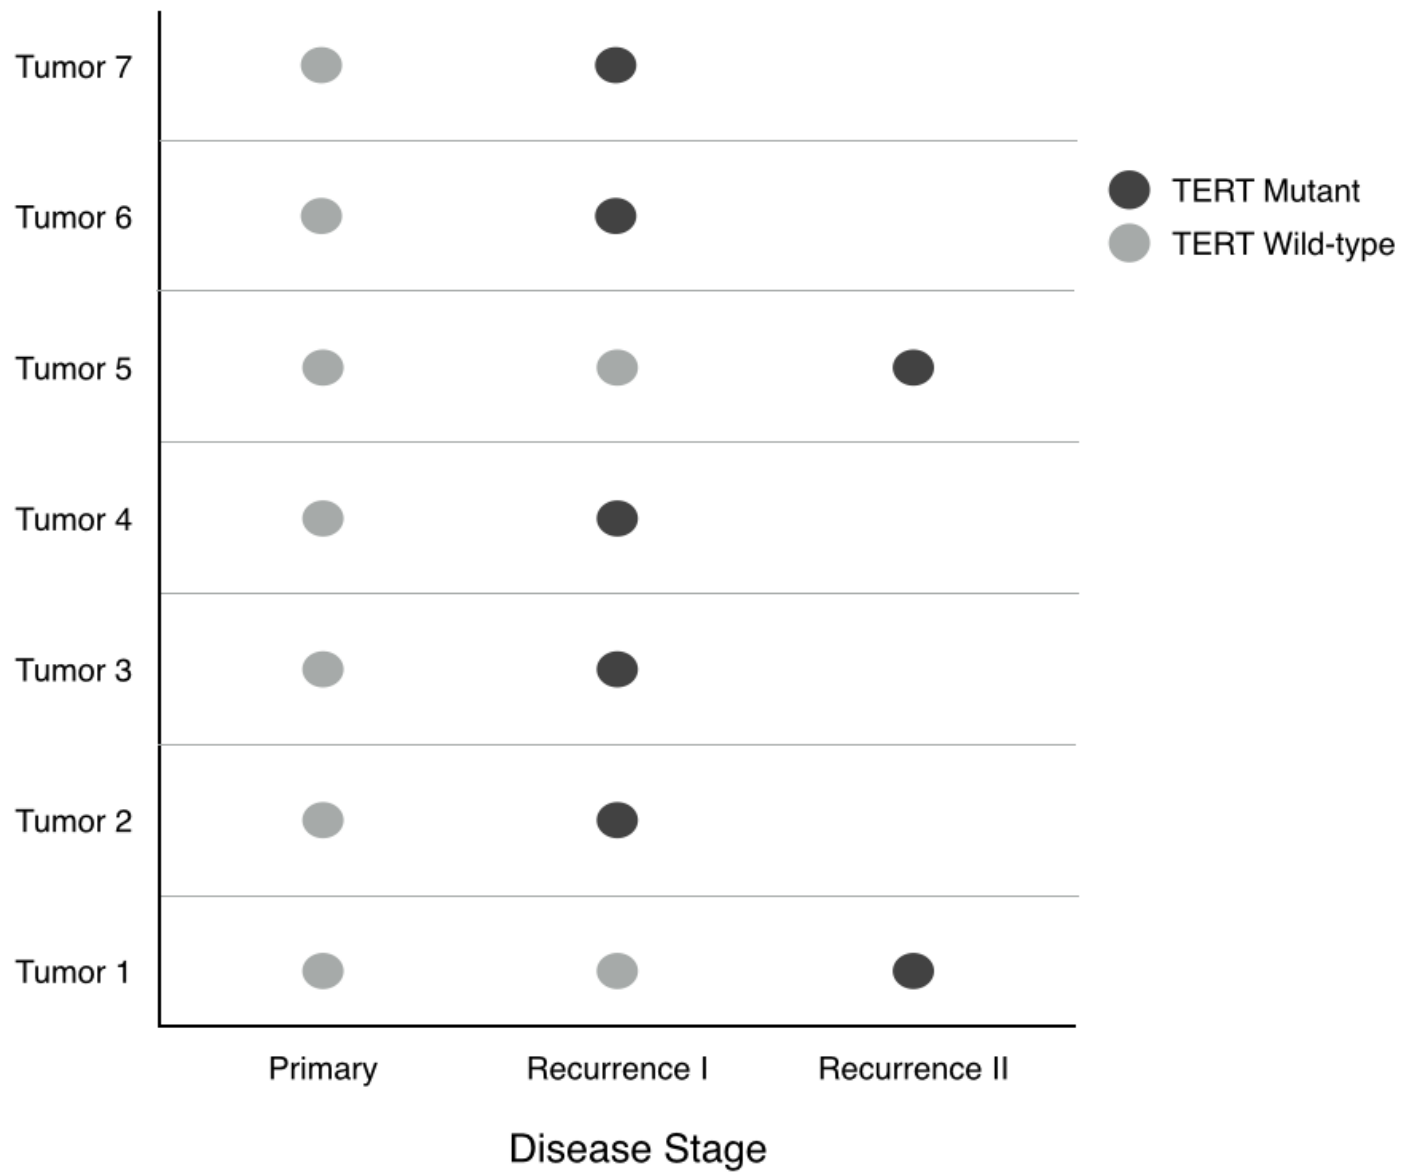 Tumor 7
Tumor 6
TERT Mutant
TERT Wild-type
Tumor 5
Tumor 4
Tumor 3
Tumor 2
Tumor 1
Primary Recurrence I Recurrence II
Disease Stage